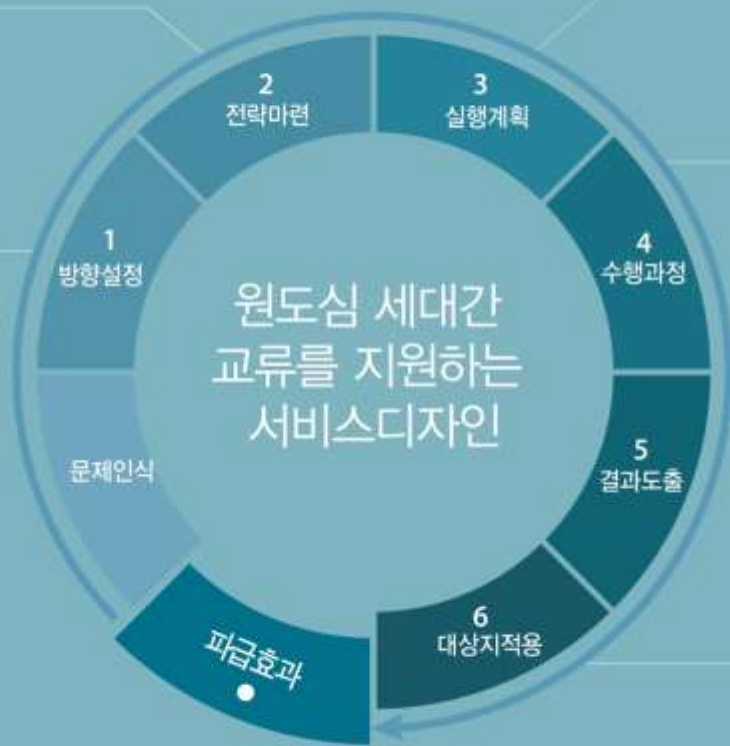 2
전략마련
3
실행계획
1
방향설정
4
수행과정
원도심 세대간
교류를 지원하는
서비스디자인
문제인식
5
결과도출
6
대상지적용
파급효과